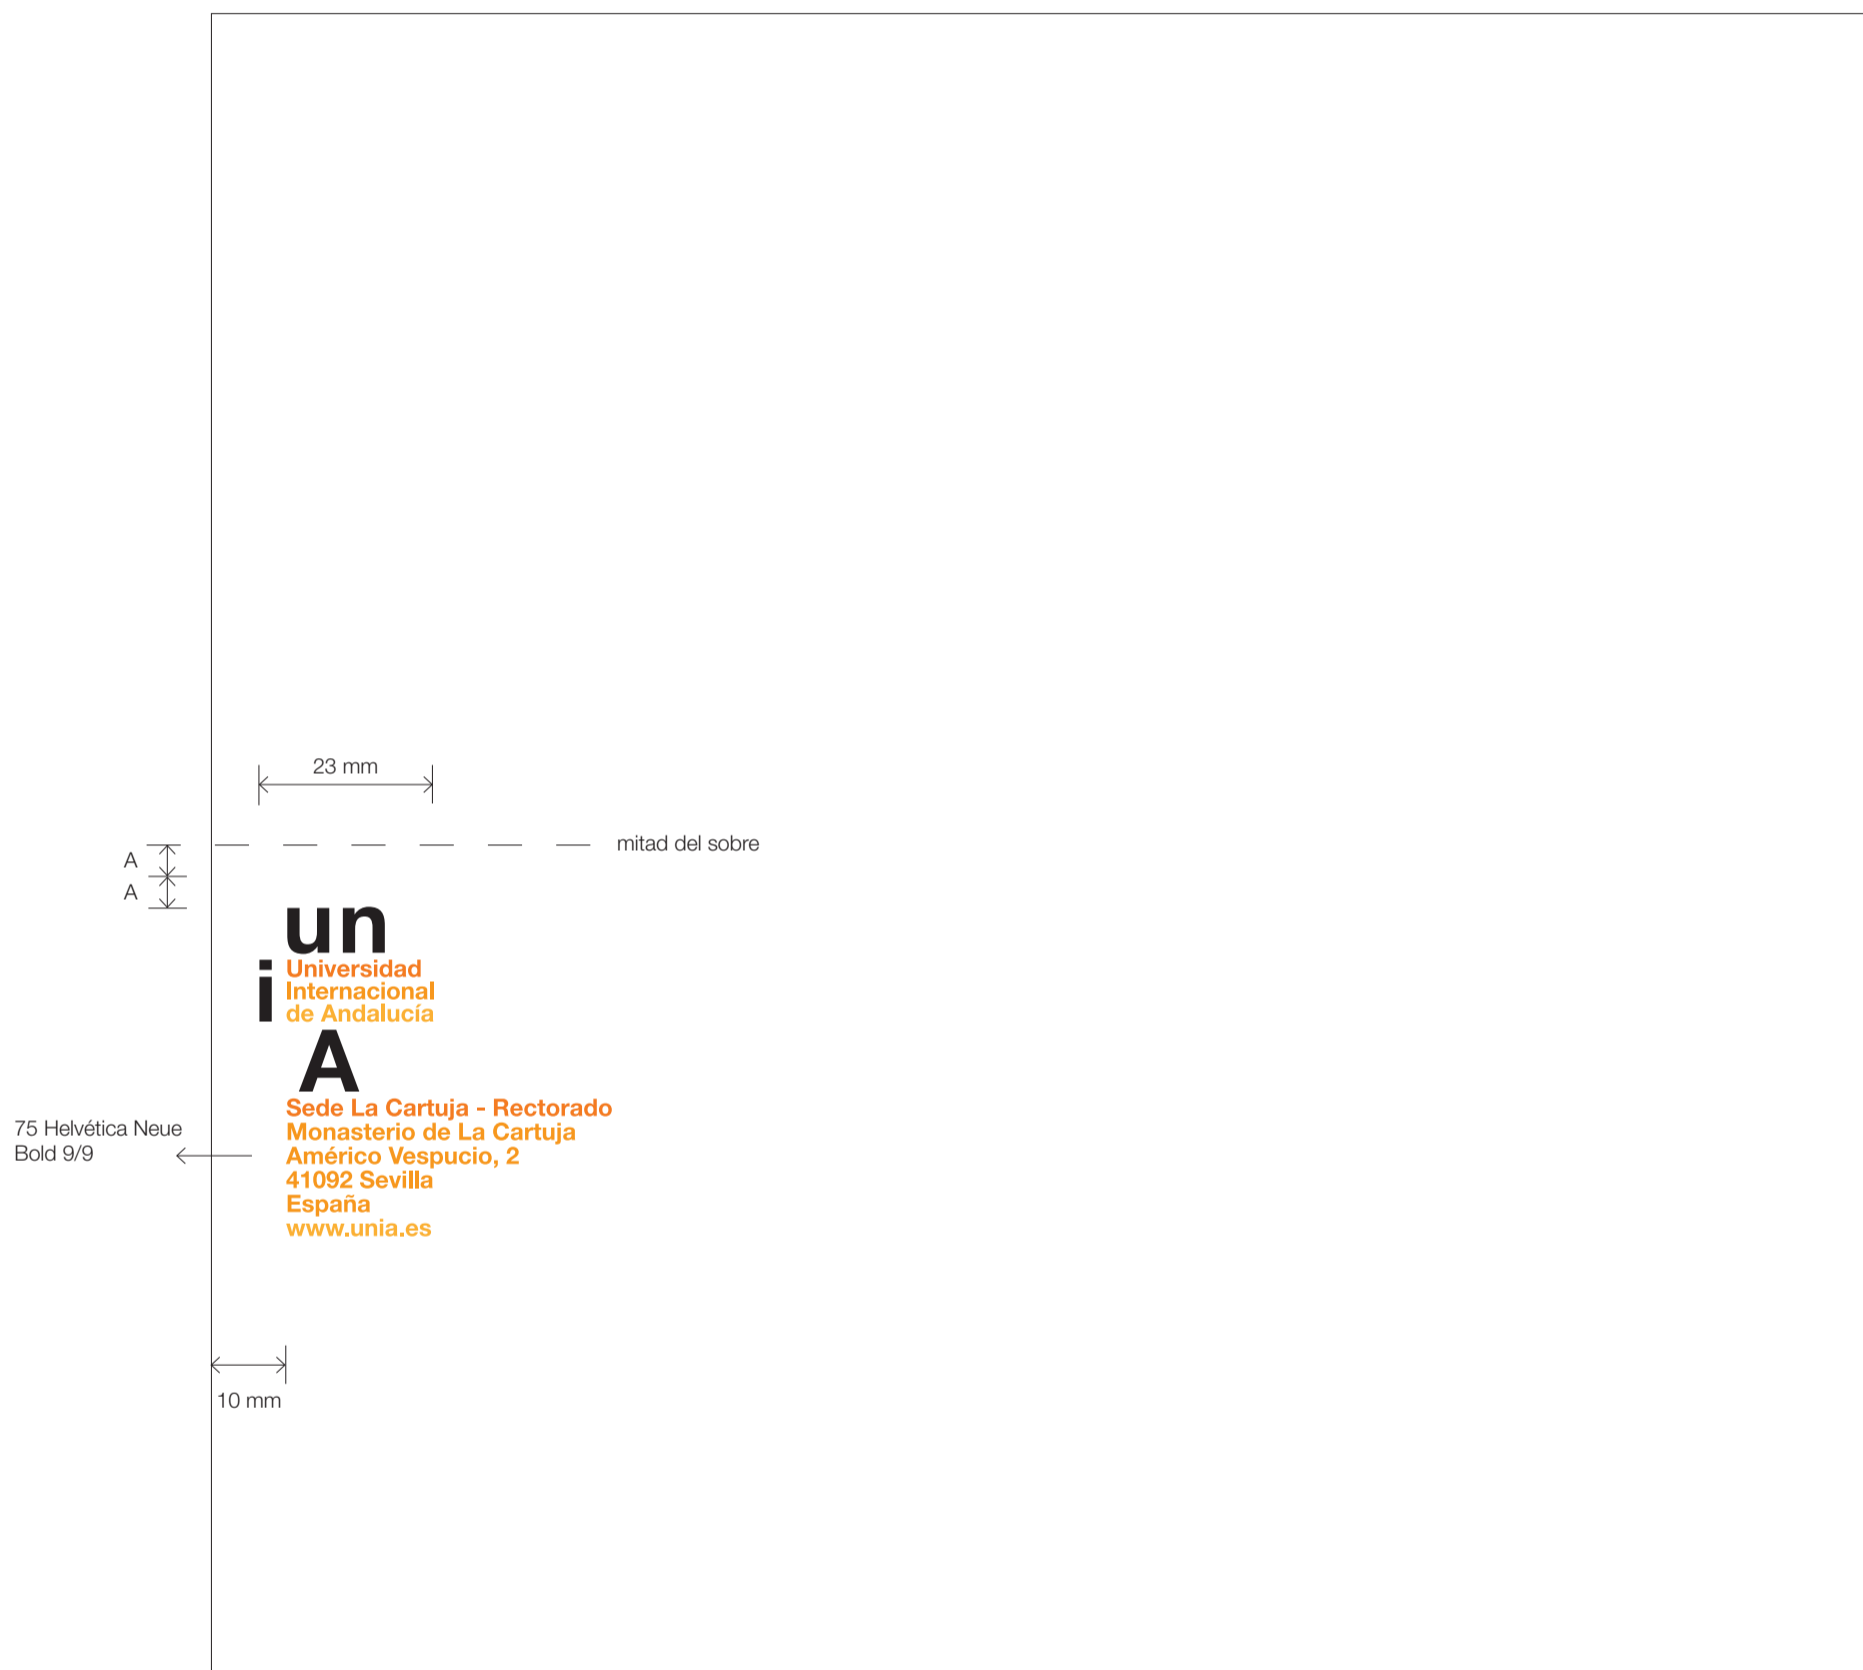 23 mm
mitad del sobre
A
A
un
i
Universidad
Internacional
de Andalucía
A
Sede La Cartuja - Rectorado
Monasterio de La Cartuja
Américo Vespucio, 2
41092 Sevilla
España
www.unia.es
75 Helvética Neue
Bold 9/9
10 mm